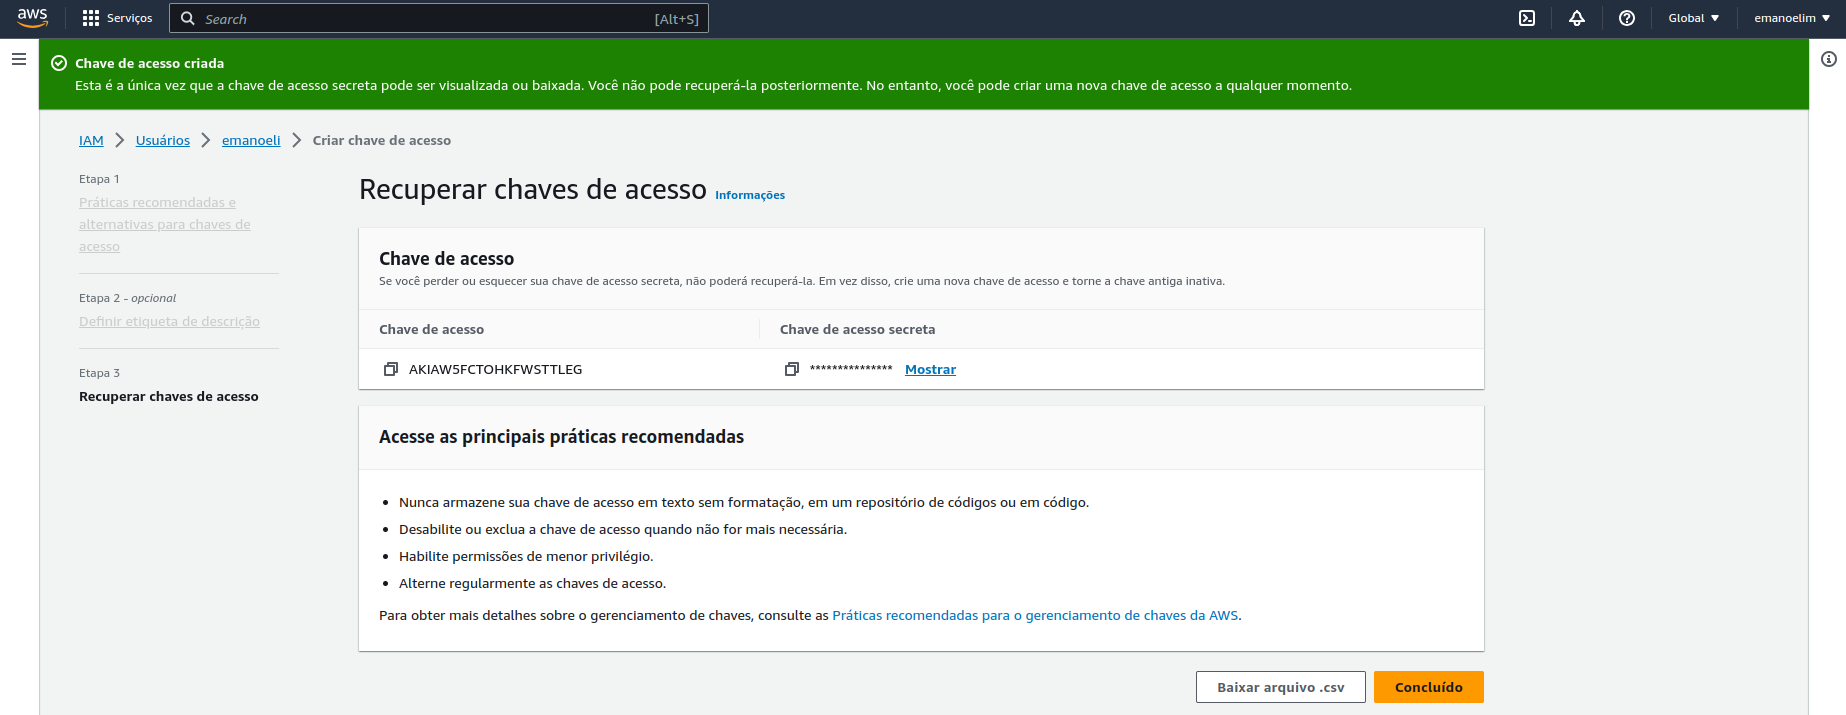 aws
Serviços
Search
[Alt+S]
Global
emanoelim
Chave de acesso criada
Esta é a única vez que a chave de acesso secreta pode ser visualizada ou baixada. Você não pode recuperá-la posteriormente. No entanto, você pode criar uma nova chave de acesso a qualquer momento.
IAM > Usuários > emanoeli > Criar chave de acesso
Etapa 1
Práticas recomendadas e
alternativas para chaves de
acesso
Etapa 2 - opcional
Definir etiqueta de descrição
Etapa 3
Recuperar chaves de acesso
Recuperar chaves de acesso Informações
Chave de acesso
Se você perder ou esquecer sua chave de acesso secreta, não poderá recuperá-la. Em vez disso, crie uma nova chave de acesso e torne a chave antiga inativa.
Chave de acesso
Chave de acesso secreta
AKIAW5FCTOHKFWSTTLEG
*************** Mostrar
Acesse as principais práticas recomendadas
• Nunca armazene sua chave de acesso em texto sem formatação, em um repositório de códigos ou em código.
• Desabilite ou exclua a chave de acesso quando não for mais necessária.
• Habilite permissões de menor privilégio.
• Alterne regularmente as chaves de acesso.
Para obter mais detalhes sobre o gerenciamento de chaves, consulte as Práticas recomendadas para o gerenciamento de chaves da AWS.
Baixar arquivo .csv
Concluído